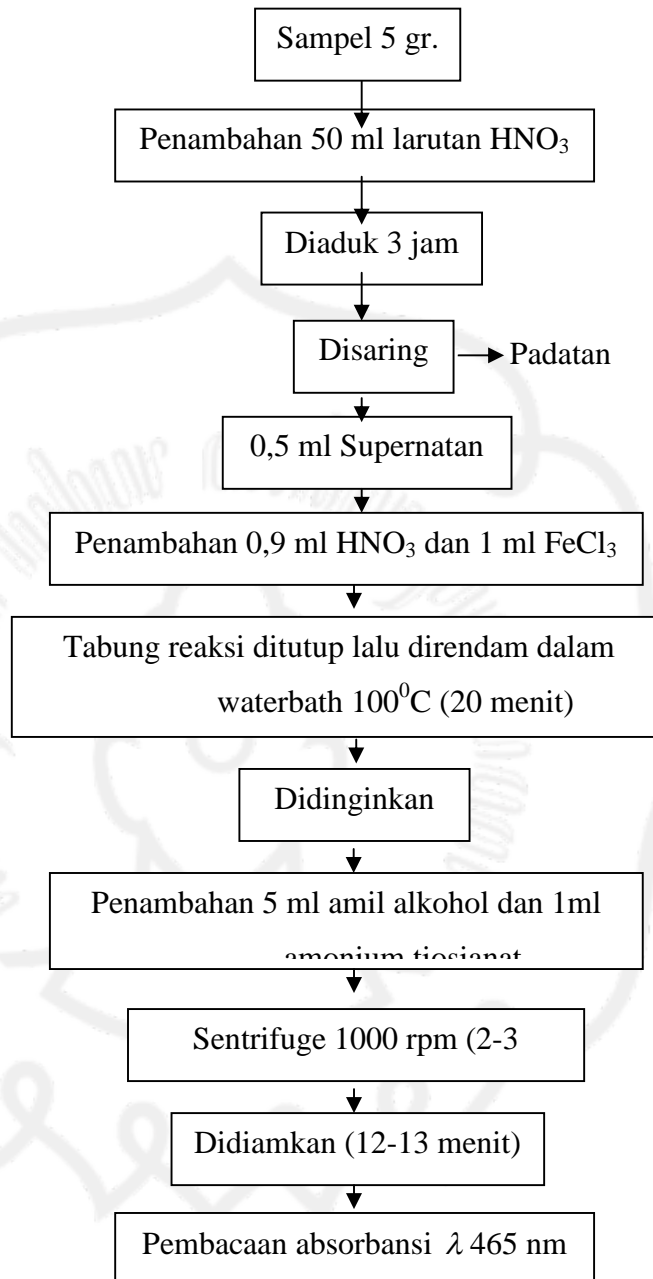 Sampel 5 gr.
Penambahan 50 ml larutan HNO₃
Diaduk 3 jam
Disaring
Padatan
0,5 ml Supernatan
Penambahan 0,9 ml HNO₃ dan 1 ml FeCl₃
Tabung reaksi ditutup lalu direndam dalam
waterbath 100⁰C (20 menit)
Didinginkan
Penambahan 5 ml amil alkohol dan 1ml
amonium tiosianat
Sentrifuge 1000 rpm (2-3
Didiamkan (12-13 menit)
Pembacaan absorbansi λ 465 nm